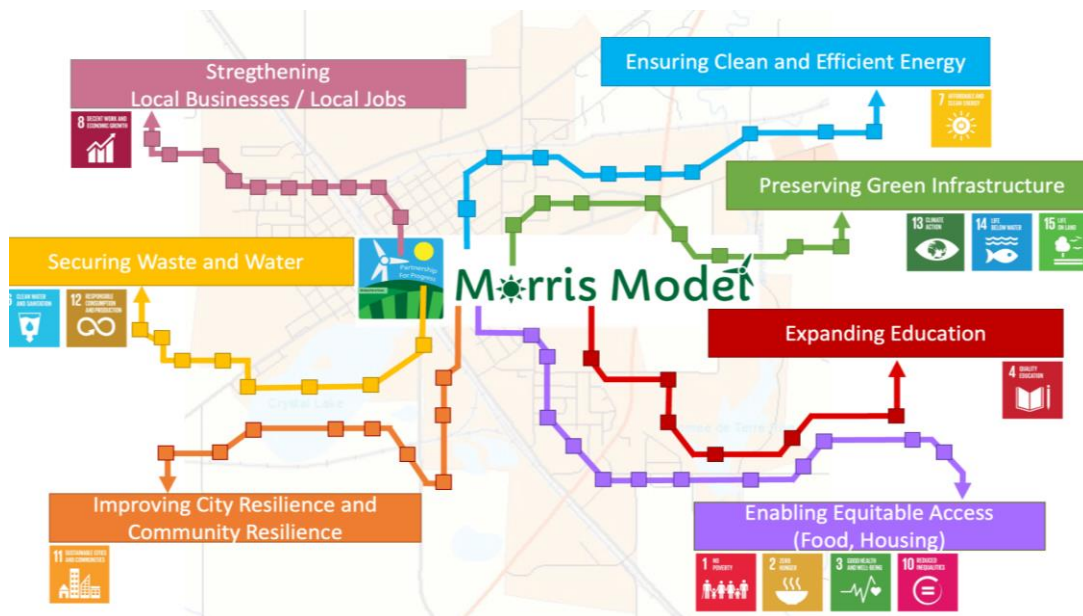 Stregthening
Local Businesses / Local Jobs
8 DECENT WORK AND
ECONOMIC GROWTH
Ensuring Clean and Efficient Energy
7 AFFORDABLE AND
CLEAN ENERGY
Preserving Green Infrastructure
13 CLIMATE
ACTION
14 LIFE
BELOW WATER
15 LIFE
ON LAND
Securing Waste and Water
CLEAN WATER
AND SANITATION
12 RESPONSIBLE
CONSUMPTION
AND PRODUCTION
Partnership
For Progress
Morris Model
Expanding Education
4 QUALITY
EDUCATION
Crystal Lake
Improving City Resilience and
Community Resilience
11 SUSTAINABLE CITIES
AND COMMUNITIES
Enabling Equitable Access
(Food, Housing)
1 NO
POVERTY
2 ZERO
HUNGER
3 GOOD HEALTH
AND WELL-BEING
10 REDUCED
INEQUALITIES